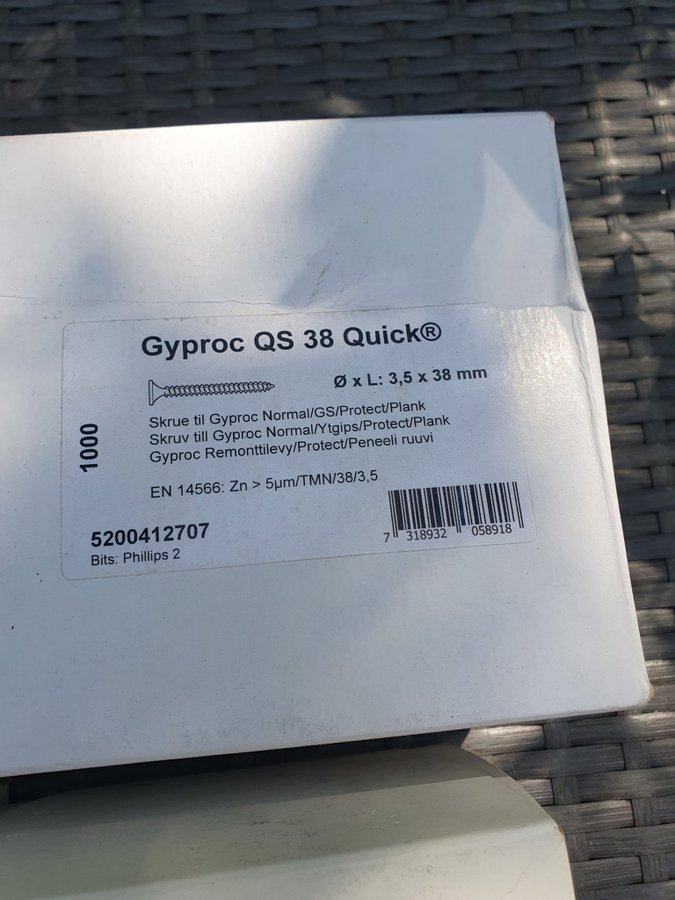 Gyproc QS 38 Quick®
Ø x L: 3,5 x 38 mm
1000
Skrue til Gyproc Normal/GS/Protect/Plank
Skruv till Gyproc Normal/Ytgips/Protect/Plank
Gyproc Remonttilevy/Protect/Peneeli ruuvi
EN 14566: Zn > 5µm/TMN/38/3,5
5200412707
Bits: Phillips 2
7 318932 058918